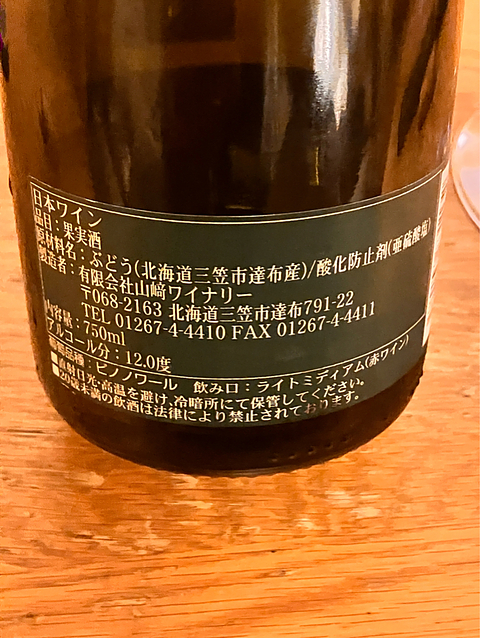 日本ワイン
品目:果実酒
原材料名:ぶどう(北海道三笠市達布産)/酸化防止剤(亜硫酸塩)
製造者:有限会社山﨑ワイナリー
〒068-2163 北海道三笠市達布791-22
TEL 01267-4-4410 FAX 01267-4-4411
内容量:750ml
アルコール分:12.0度
葡萄品種:ピノノワール 飲み口:ライトミディアム(赤ワイン)
■直射日光・高温を避け、冷暗所にて保管してください。
20歳未満の飲酒は法律により禁止されております。